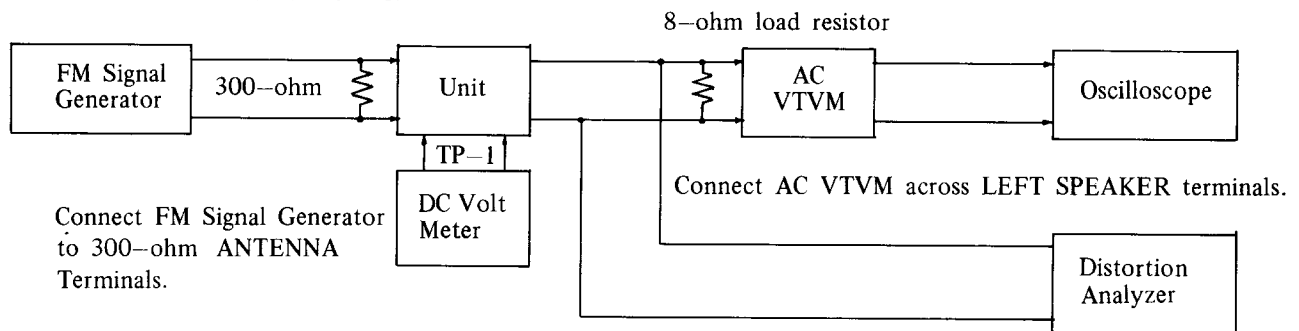 8–ohm load resistor
FM Signal
Generator
300–ohm
Unit
AC
VTVM
Oscilloscope
TP–1
DC Volt
Meter
Connect AC VTVM across LEFT SPEAKER terminals.
Connect FM Signal Generator
to 300–ohm ANTENNA
Terminals.
Distortion
Analyzer